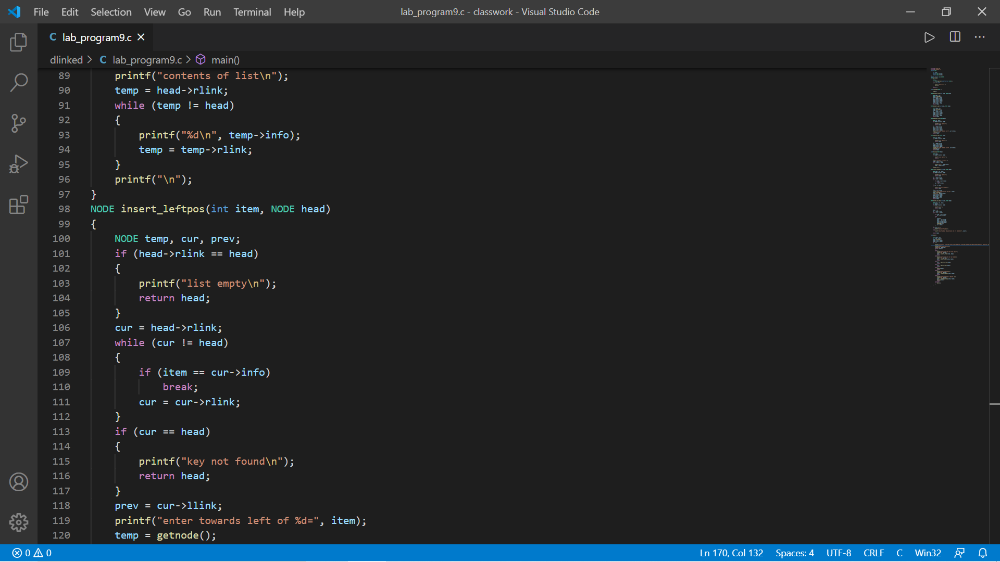 File Edit Selection View Go Run Terminal Help lab_program9.c - classwork - Visual Studio Code
C lab_program9.c
dlinked > C lab_program9.c > main()
89 printf("contents of list\n");
90 temp = head->rlink;
91 while (temp != head)
92 {
93 printf("%d\n", temp->info);
94 temp = temp->rlink;
95 }
96 printf("\n");
97 }
98 NODE insert_leftpos(int item, NODE head)
99 {
100 NODE temp, cur, prev;
101 if (head->rlink == head)
102 {
103 printf("list empty\n");
104 return head;
105 }
106 cur = head->rlink;
107 while (cur != head)
108 {
109 if (item == cur->info)
110 break;
111 cur = cur->rlink;
112 }
113 if (cur == head)
114 {
115 printf("key not found\n");
116 return head;
117 }
118 prev = cur->llink;
119 printf("enter towards left of %d=", item);
120 temp = getnode();
0 0 Ln 170, Col 132 Spaces: 4 UTF-8 CRLF C Win32